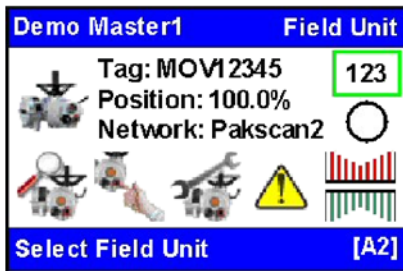 Demo Master1 Field Unit
Tag: MOV12345 123
Position: 100.0%
Network: Pakscan2
Select Field Unit [A2]